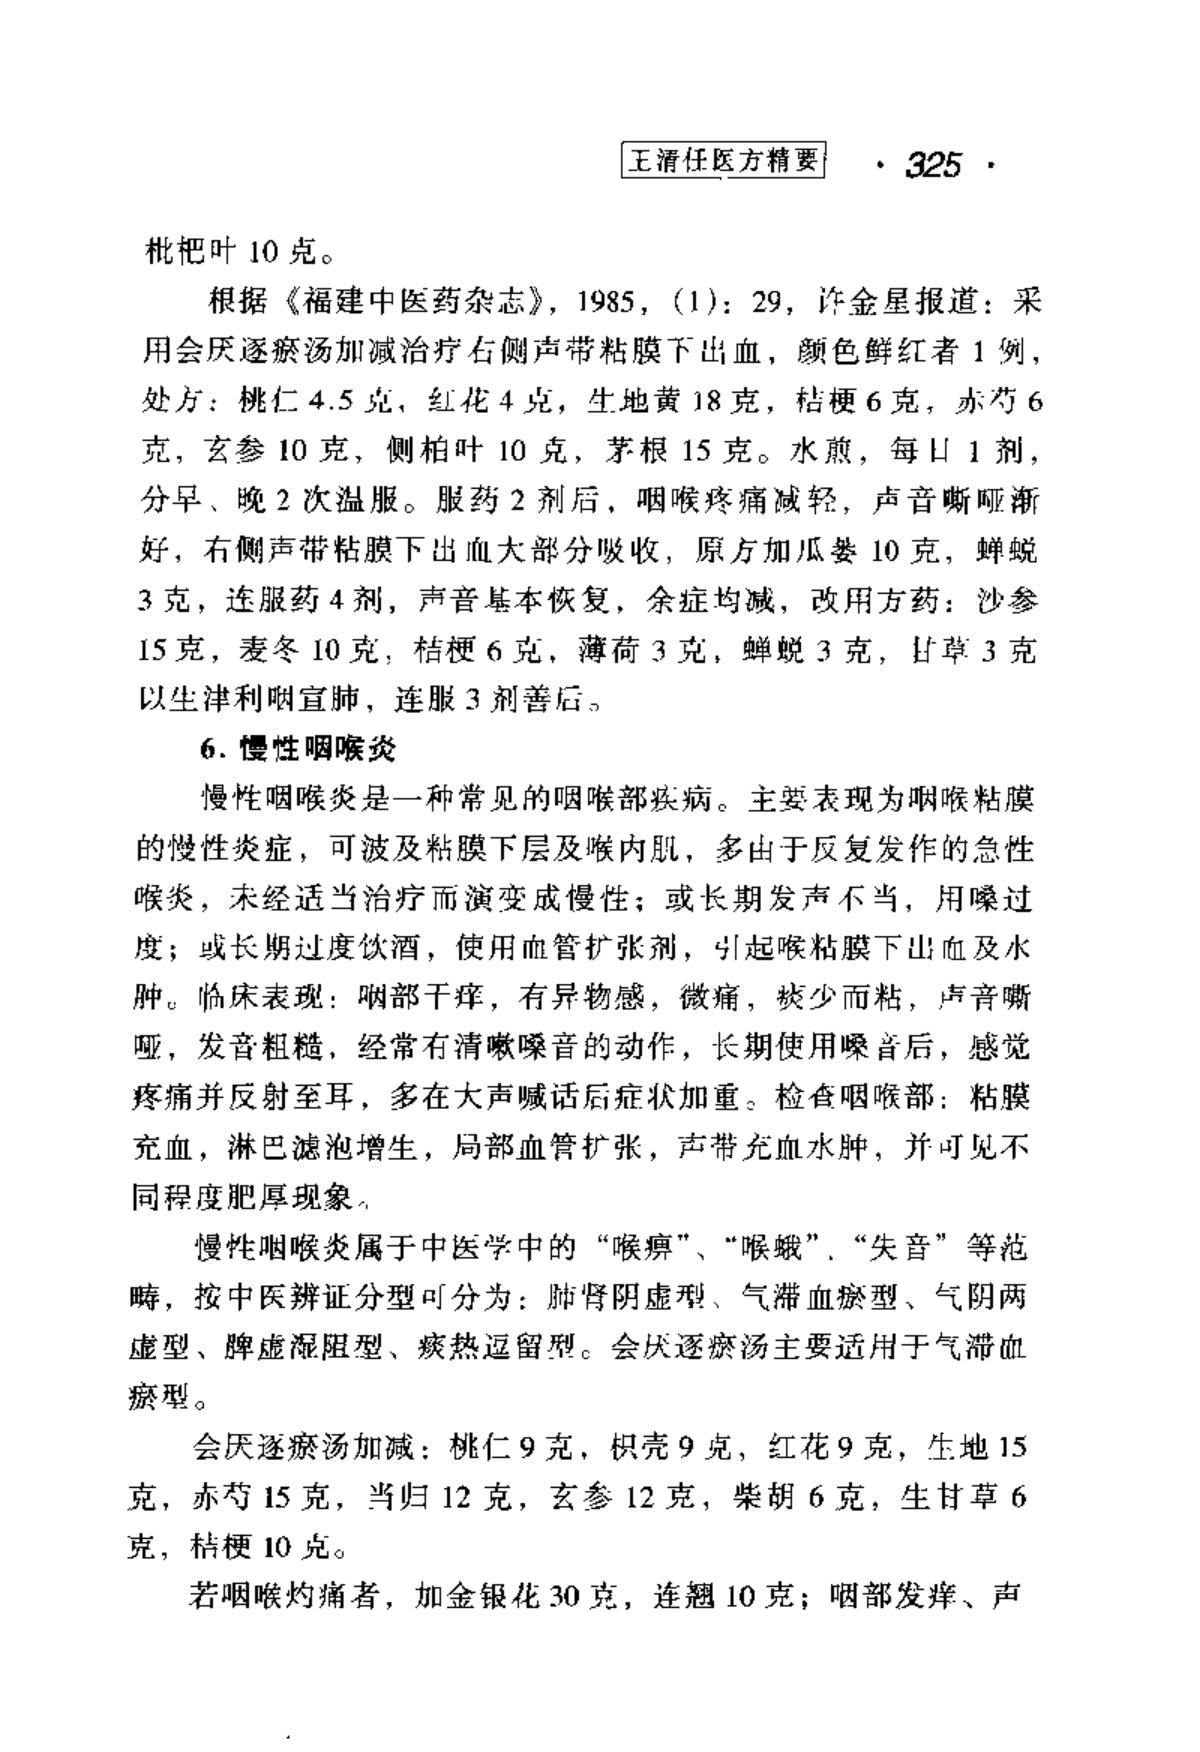 王清任医方精要 · 325 ·
枇杷叶 10 克。
根据《福建中医药杂志》，1985，（1）：29，许金星报道：采
用会厌逐瘀汤加减治疗右侧声带粘膜下出血，颜色鲜红者 1 例，
处方：桃仁 4.5 克，红花 4 克，生地黄 18 克，桔梗 6 克，赤芍 6
克，玄参 10 克，侧柏叶 10 克，茅根 15 克。水煎，每日 1 剂，
分早、晚 2 次温服。服药 2 剂后，咽喉疼痛减轻，声音嘶哑渐
好，右侧声带粘膜下出血大部分吸收，原方加瓜蒌 10 克，蝉蜕
3 克，连服药 4 剂，声音基本恢复，余症均减，改用方药：沙参
15 克，麦冬 10 克，桔梗 6 克，薄荷 3 克，蝉蜕 3 克，甘草 3 克
以生津利咽宣肺，连服 3 剂善后。
6. 慢性咽喉炎
慢性咽喉炎是一种常见的咽喉部疾病。主要表现为咽喉粘膜
的慢性炎症，可波及粘膜下层及喉内肌，多由于反复发作的急性
喉炎，未经适当治疗而演变成慢性；或长期发声不当，用嗓过
度；或长期过度饮酒，使用血管扩张剂，引起喉粘膜下出血及水
肿。临床表现：咽部干痒，有异物感，微痛，痰少而粘，声音嘶
哑，发音粗糙，经常有清嗽嗓音的动作，长期使用嗓音后，感觉
疼痛并反射至耳，多在大声喊话后症状加重。检查咽喉部：粘膜
充血，淋巴滤泡增生，局部血管扩张，声带充血水肿，并可见不
同程度肥厚现象。
慢性咽喉炎属于中医学中的“喉痹”、“喉蛾”、“失音”等范
畴，按中医辨证分型可分为：肺肾阴虚型、气滞血瘀型、气阴两
虚型、脾虚湿阻型、痰热逗留型。会厌逐瘀汤主要适用于气滞血
瘀型。
会厌逐瘀汤加减：桃仁 9 克，枳壳 9 克，红花 9 克，生地 15
克，赤芍 15 克，当归 12 克，玄参 12 克，柴胡 6 克，生甘草 6
克，桔梗 10 克。
若咽喉灼痛者，加金银花 30 克，连翘 10 克；咽部发痒、声